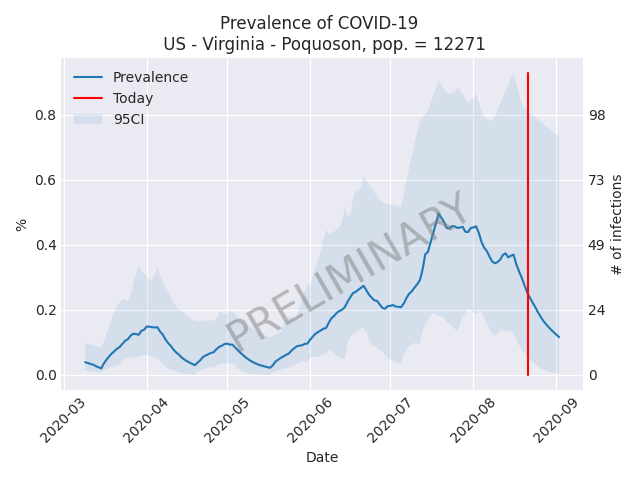 Prevalence of COVID-19
US - Virginia - Poquoson, pop. = 12271
Prevalence
Today
95CI
0.8
0.6
0.4
0.2
0.0
%
98
73
49
24
0
# of infections
PRELIMINARY
2020-03
2020-04
2020-05
2020-06
2020-07
2020-08
2020-09
Date